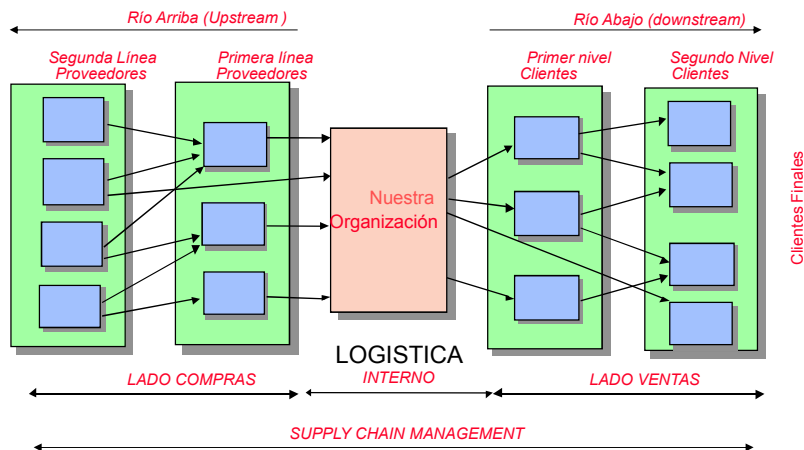 Río Arriba (Upstream )
Río Abajo (downstream)
Segunda Línea
Proveedores
Primera línea
Proveedores
Primer nivel
Clientes
Segundo Nivel
Clientes
Nuestra
Organización
Clientes Finales
LOGISTICA
LADO COMPRAS
INTERNO
LADO VENTAS
SUPPLY CHAIN MANAGEMENT